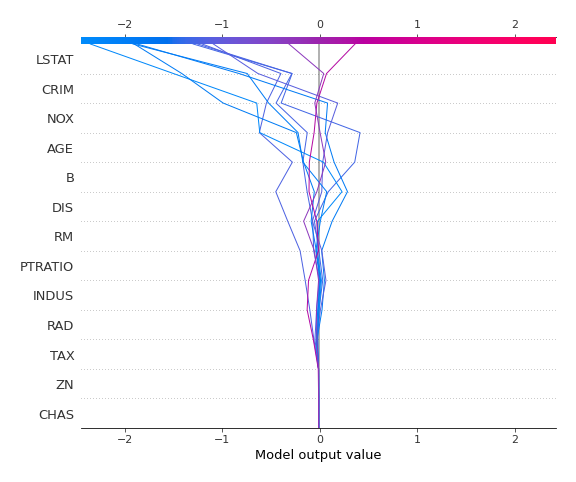 −2 −1 0 1 2
LSTAT
CRIM
NOX
AGE
B
DIS
RM
PTRATIO
INDUS
RAD
TAX
ZN
CHAS
−2 −1 0 1 2
Model output value